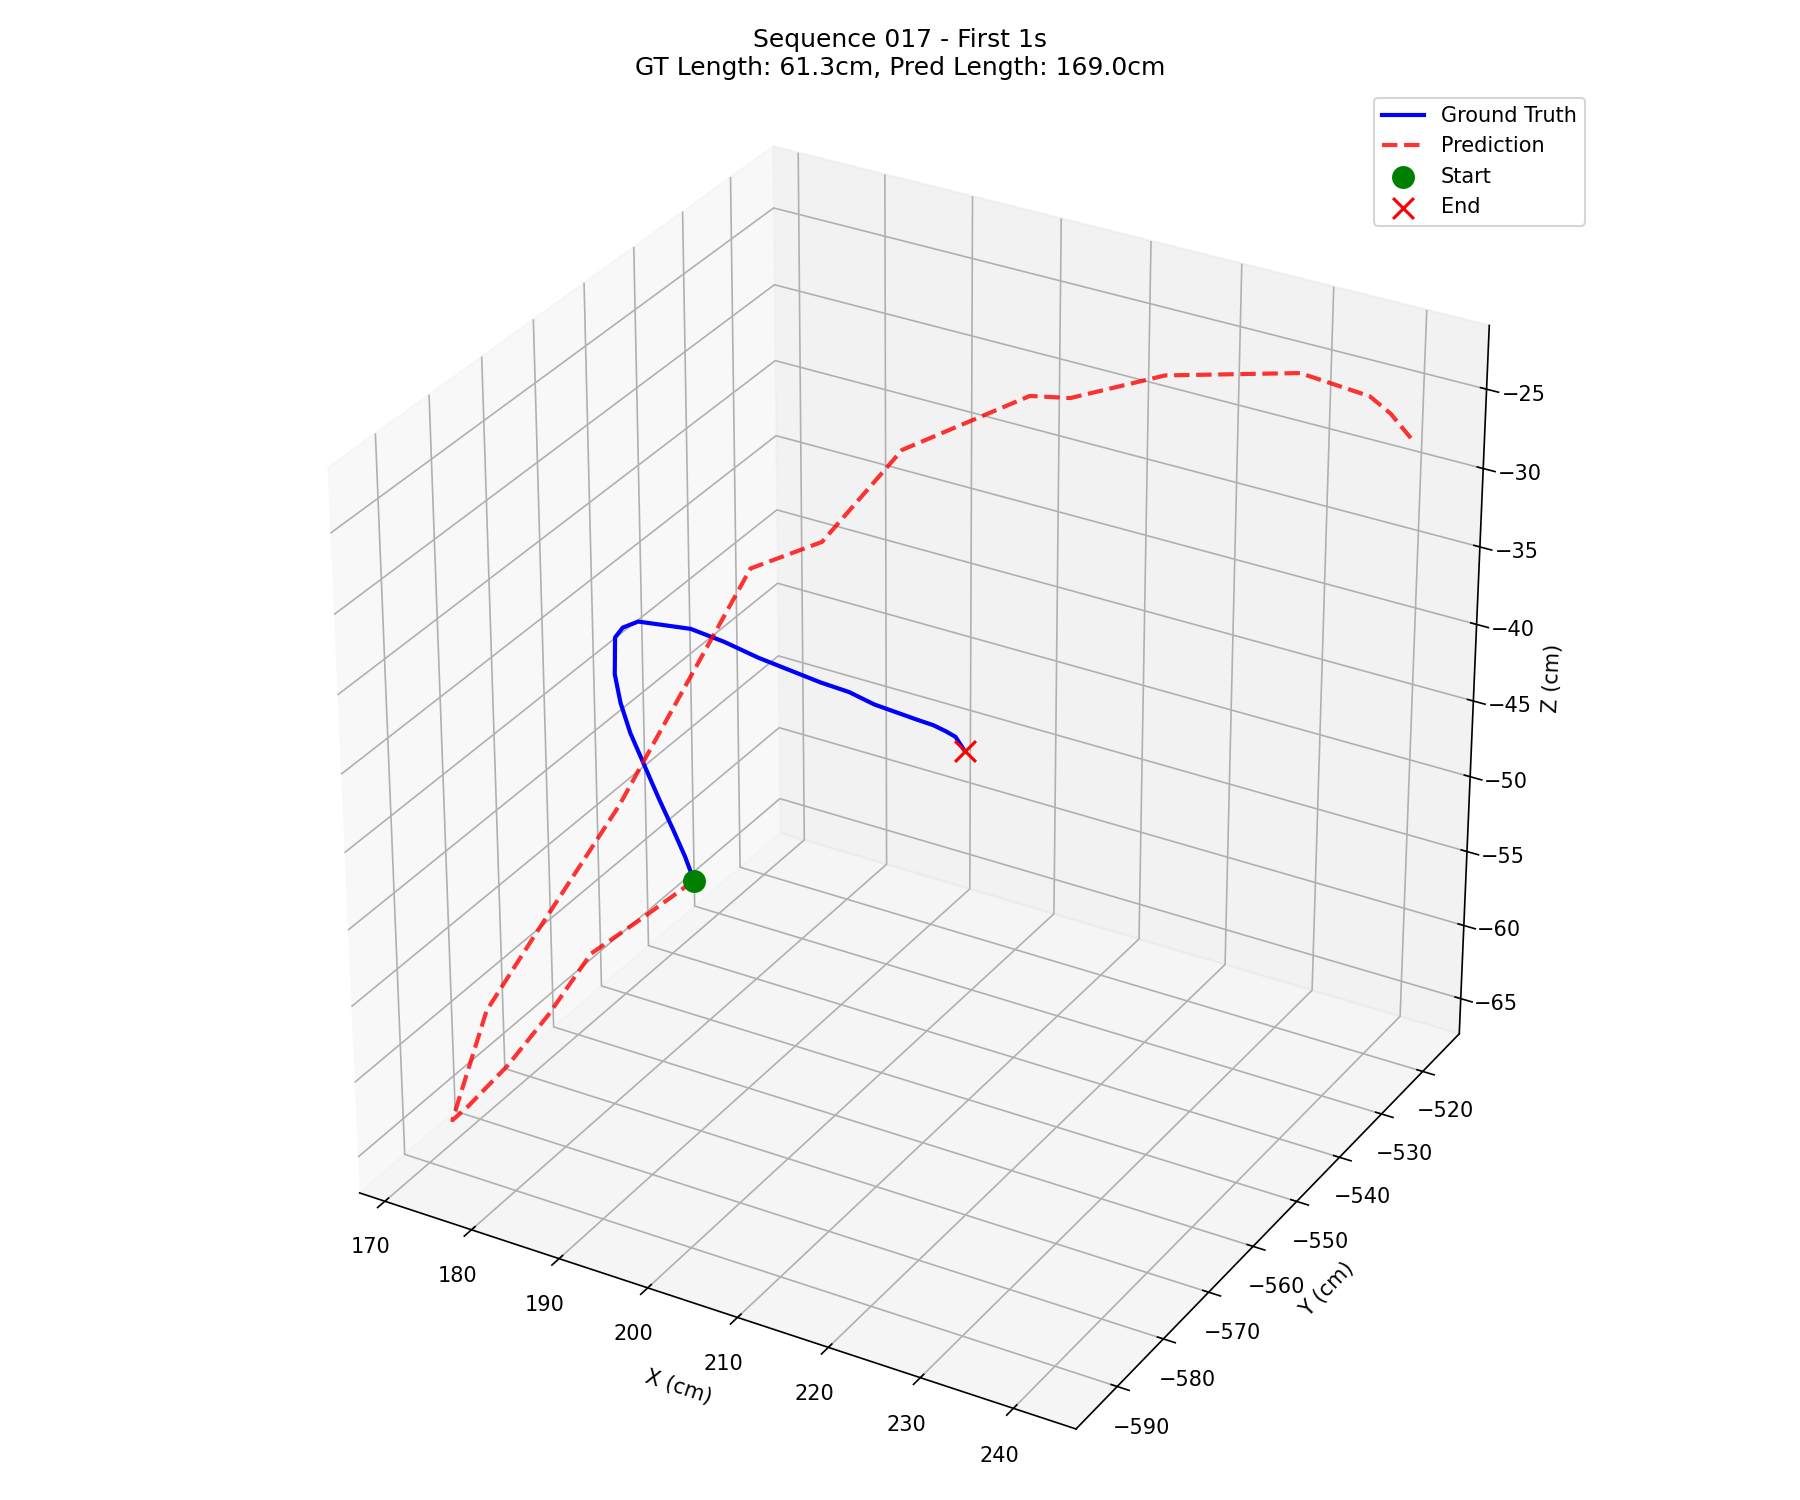 Sequence 017 - First 1s
GT Length: 61.3cm, Pred Length: 169.0cm
Ground Truth
Prediction
Start
End
−25
−30
−35
−40
−45
−50
−55
−60
−65
Z (cm)
−520
−530
−540
−550
−560
−570
−580
−590
Y (cm)
170
180
190
200
210
220
230
240
X (cm)